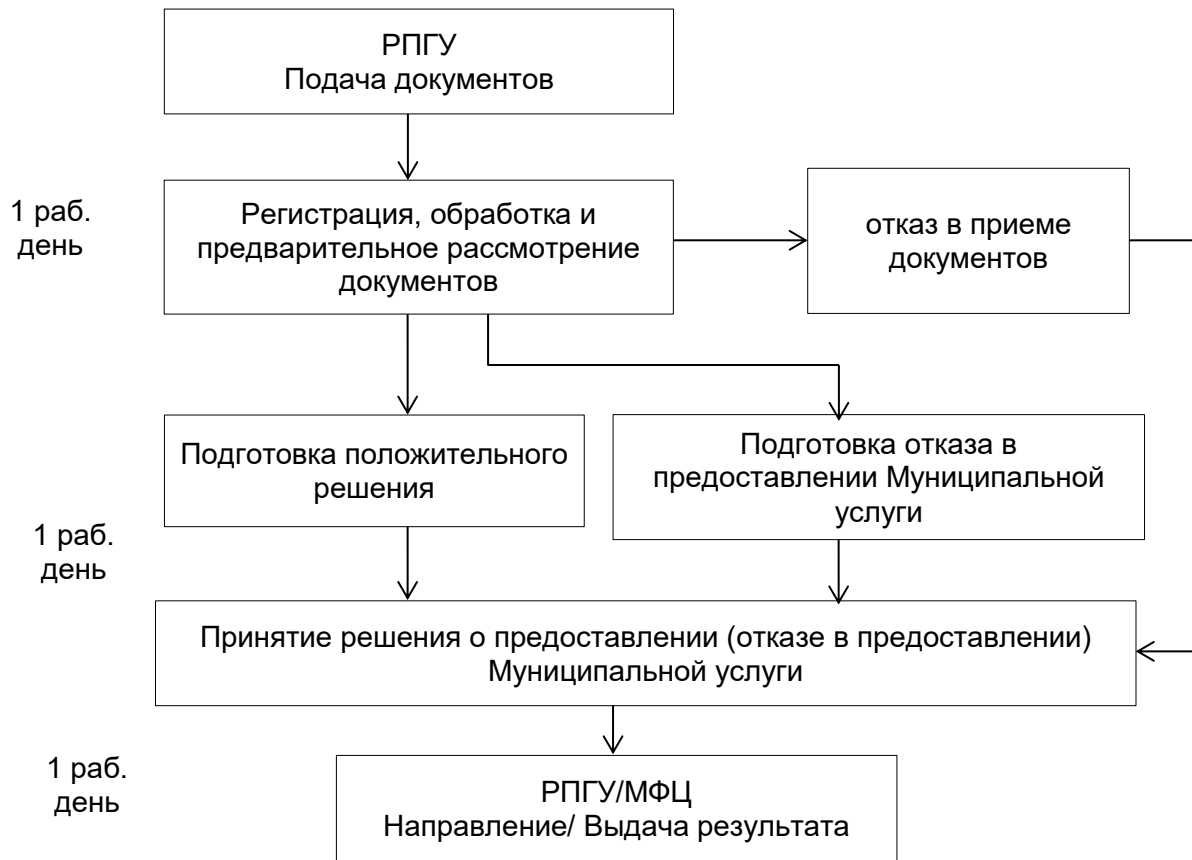 РПГУ
Подача документов
1 раб.
день
Регистрация, обработка и
предварительное рассмотрение
документов
отказ в приеме
документов
Подготовка положительного
решения
Подготовка отказа в
предоставлении Муниципальной
услуги
1 раб.
день
Принятие решения о предоставлении (отказе в предоставлении)
Муниципальной услуги
1 раб.
день
РПГУ/МФЦ
Направление/ Выдача результата